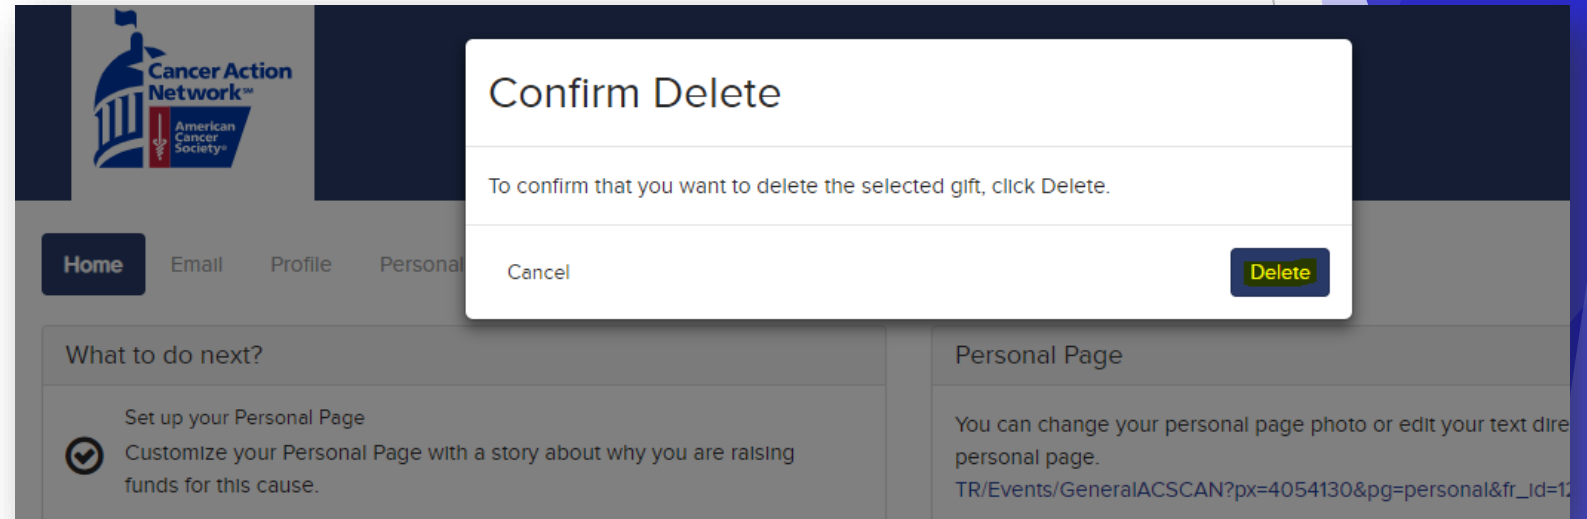 Cancer Action
Network℠
American
Cancer
Society®
Confirm Delete
To confirm that you want to delete the selected gift, click Delete.
Cancel
Delete
Home
Email
Profile
Personal
What to do next?
Set up your Personal Page
Customize your Personal Page with a story about why you are raising
funds for this cause.
Personal Page
You can change your personal page photo or edit your text
personal page.
TR/Events/GeneralACSCAN?px=4054130&pg=personal&fr_id=12